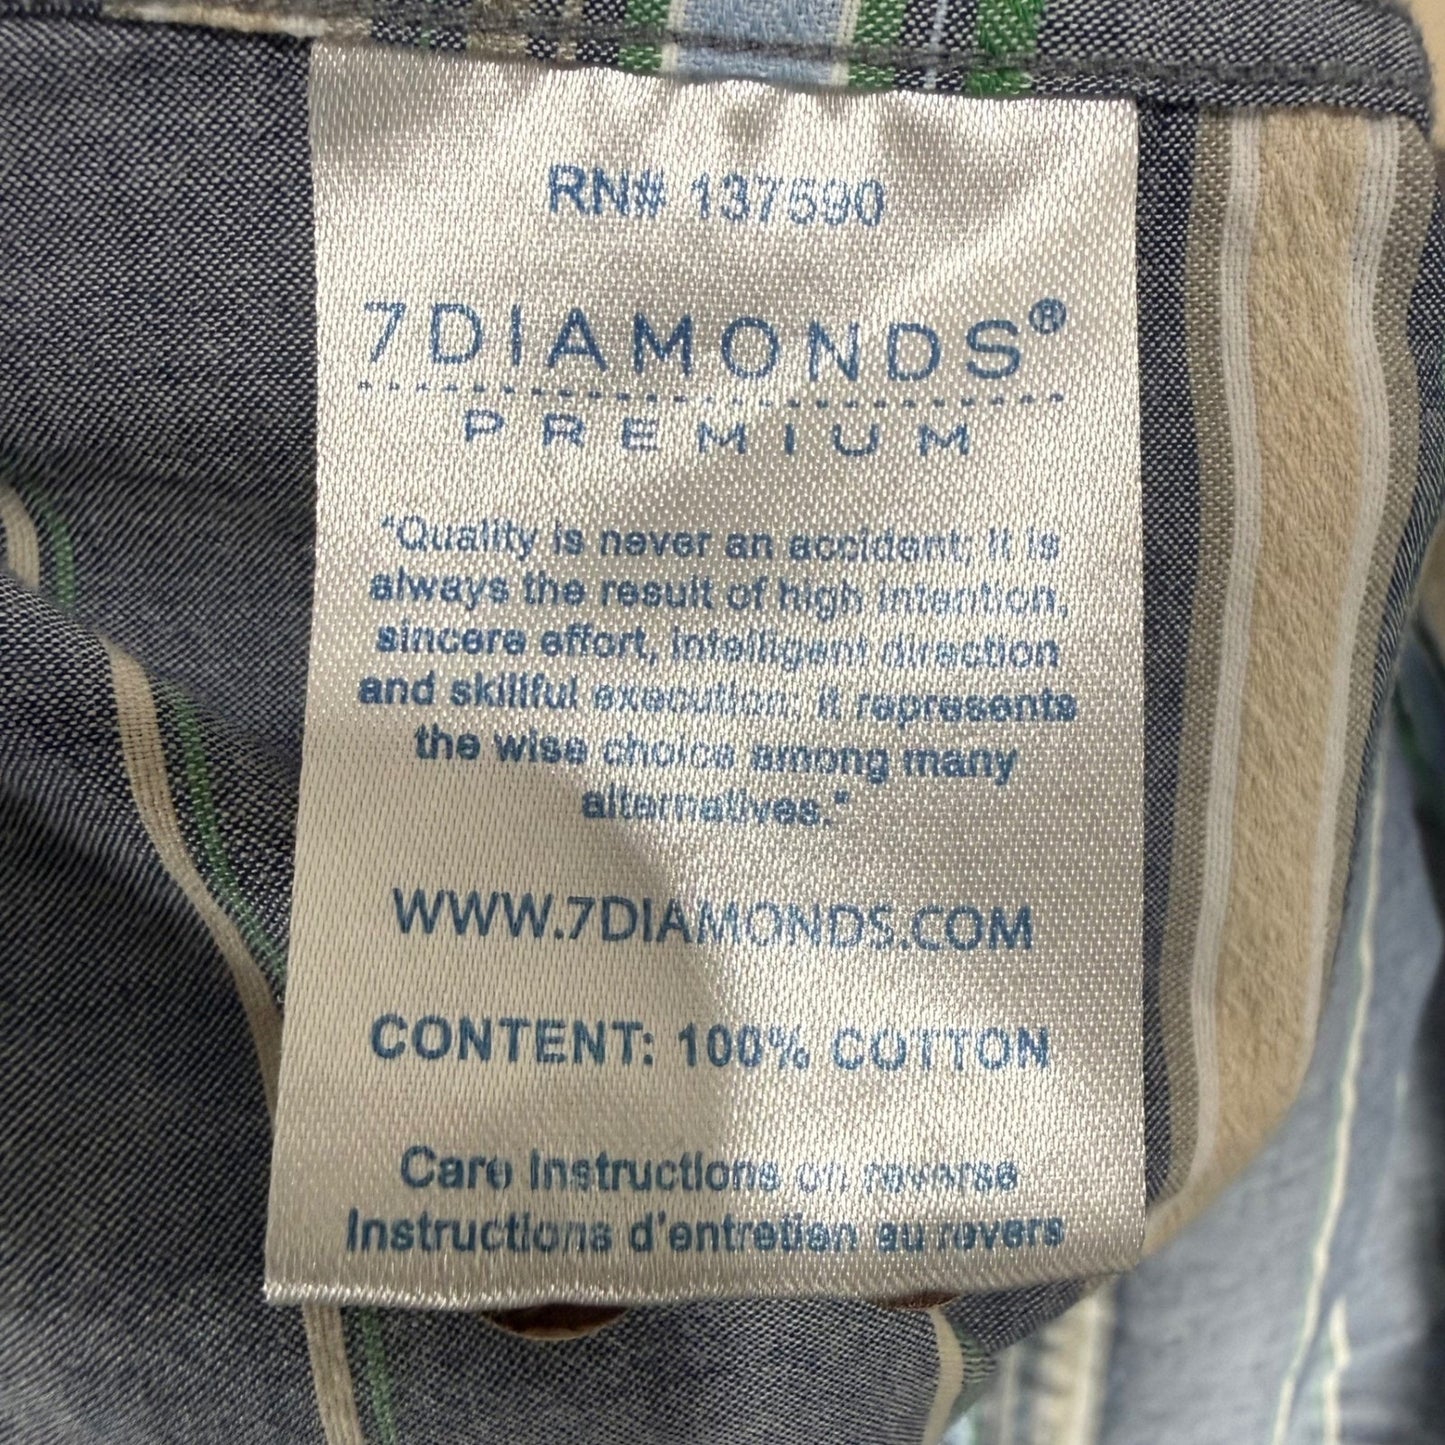 RN# 137590
7DIAMONDS®
PREMIUM
"Quality is never an accident; it is
always the result of high intention,
sincere effort, intelligent direction
and skillful execution; it represents
the wise choice among many
alternatives."
WWW.7DIAMONDS.COM
CONTENT: 100% COTTON
Care Instructions on reverse
Instructions d'entretien au revers